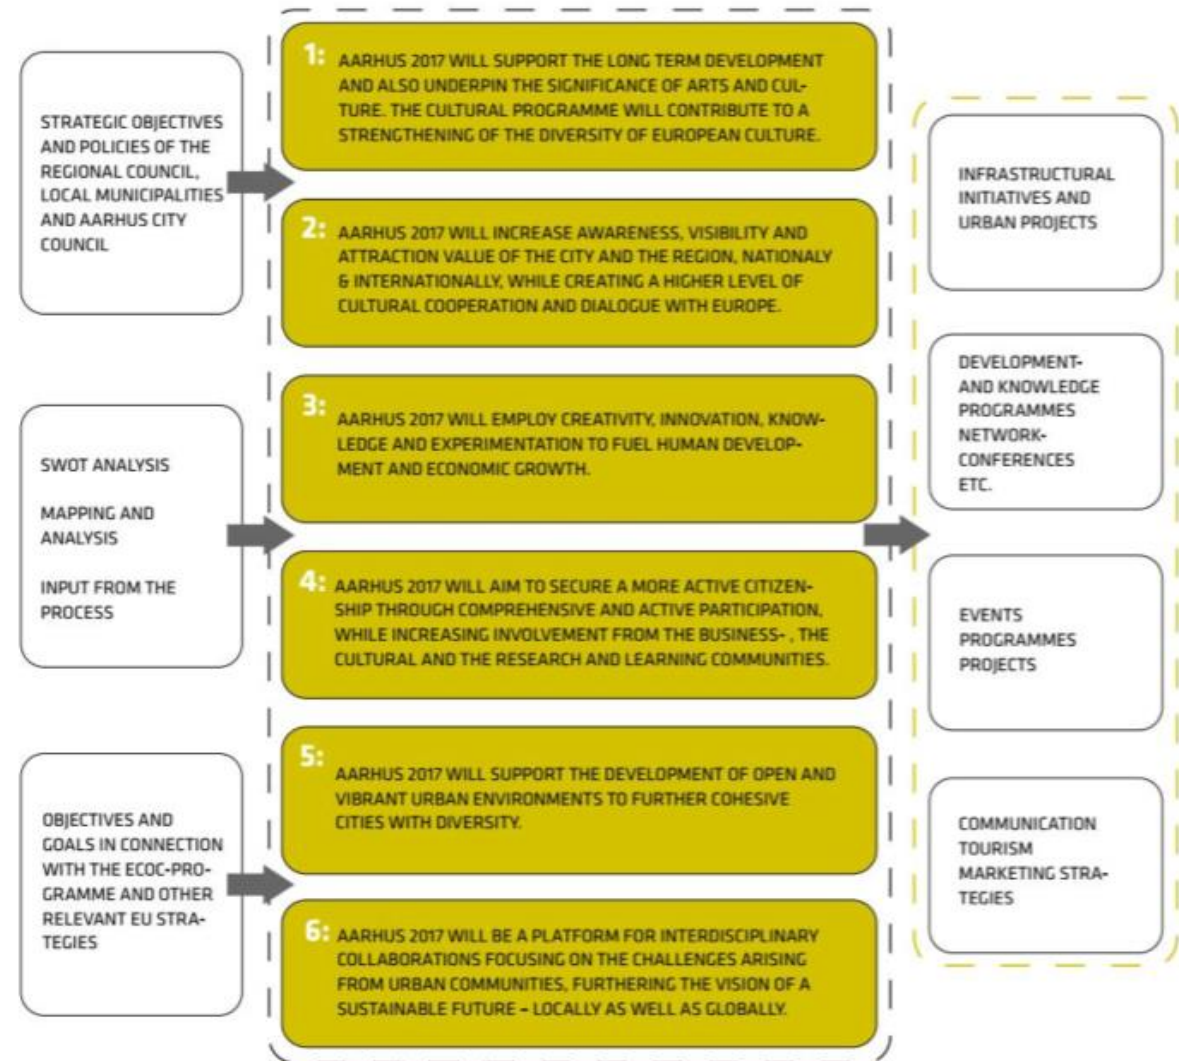 STRATEGIC OBJECTIVES
AND POLICIES OF THE
REGIONAL COUNCIL,
LOCAL MUNICIPALITIES
AND AARHUS CITY
COUNCIL
SWOT ANALYSIS
MAPPING AND
ANALYSIS
INPUT FROM THE
PROCESS
OBJECTIVES AND
GOALS IN CONNECTION
WITH THE ECOC-PRO-
GRAMME AND OTHER
RELEVANT EU STRA-
TEGIES
1: AARHUS 2017 WILL SUPPORT THE LONG TERM DEVELOPMENT
AND ALSO UNDERPIN THE SIGNIFICANCE OF ARTS AND CUL-
TURE. THE CULTURAL PROGRAMME WILL CONTRIBUTE TO A
STRENGTHENING OF THE DIVERSITY OF EUROPEAN CULTURE.
2: AARHUS 2017 WILL INCREASE AWARENESS, VISIBILITY AND
ATTRACTION VALUE OF THE CITY AND THE REGION, NATIONALY
& INTERNATIONALLY, WHILE CREATING A HIGHER LEVEL OF
CULTURAL COOPERATION AND DIALOGUE WITH EUROPE.
3: AARHUS 2017 WILL EMPLOY CREATIVITY, INNOVATION, KNOW-
LEDGE AND EXPERIMENTATION TO FUEL HUMAN DEVELOP-
MENT AND ECONOMIC GROWTH.
4: AARHUS 2017 WILL AIM TO SECURE A MORE ACTIVE CITIZEN-
SHIP THROUGH COMPREHENSIVE AND ACTIVE PARTICIPATION,
WHILE INCREASING INVOLVEMENT FROM THE BUSINESS- , THE
CULTURAL AND THE RESEARCH AND LEARNING COMMUNITIES.
5: AARHUS 2017 WILL SUPPORT THE DEVELOPMENT OF OPEN AND
VIBRANT URBAN ENVIRONMENTS TO FURTHER COHESIVE
CITIES WITH DIVERSITY.
6: AARHUS 2017 WILL BE A PLATFORM FOR INTERDISCIPLINARY
COLLABORATIONS FOCUSING ON THE CHALLENGES ARISING
FROM URBAN COMMUNITIES, FURTHERING THE VISION OF A
SUSTAINABLE FUTURE – LOCALLY AS WELL AS GLOBALLY.
INFRASTRUCTURAL
INITIATIVES AND
URBAN PROJECTS
DEVELOPMENT-
AND KNOWLEDGE
PROGRAMMES
NETWORK-
CONFERENCES
ETC.
EVENTS
PROGRAMMES
PROJECTS
COMMUNICATION
TOURISM
MARKETING STRA-
TEGIES